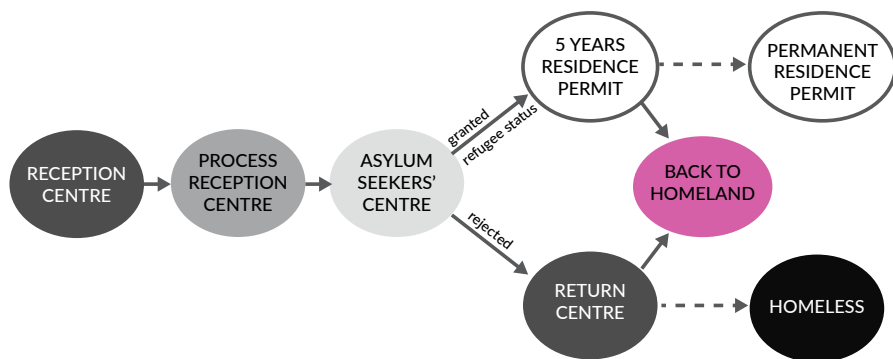 RECEPTION
CENTRE
PROCESS
RECEPTION
CENTRE
ASYLUM
SEEKERS'
CENTRE
granted
refugee status
rejected
5 YEARS
RESIDENCE
PERMIT
PERMANENT
RESIDENCE
PERMIT
BACK TO
HOMELAND
RETURN
CENTRE
HOMELESS